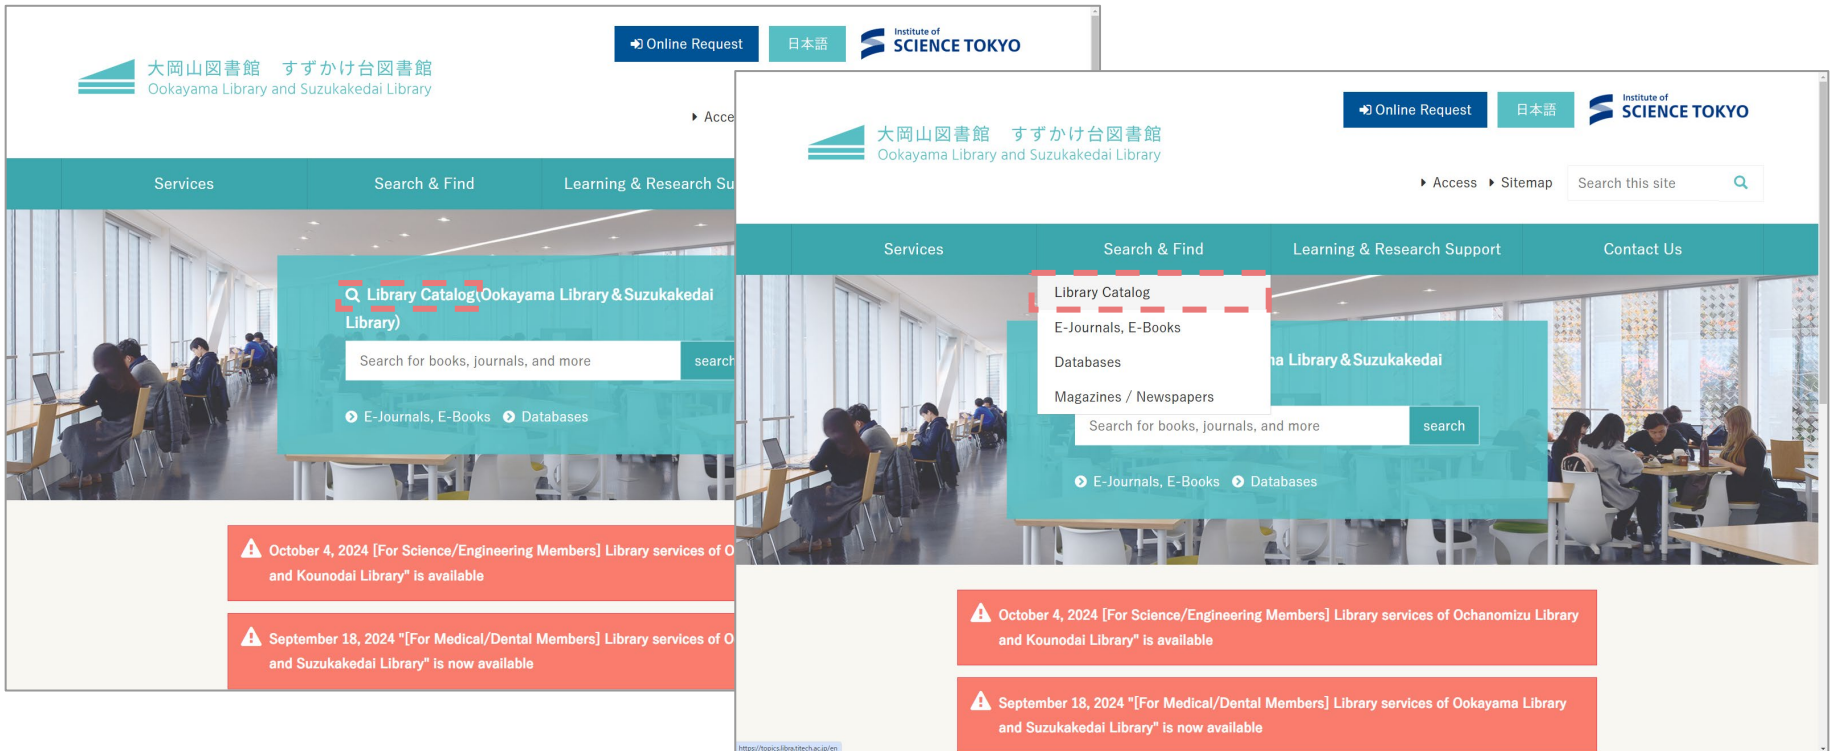 Online Request
日本語
Institute of
SCIENCE TOKYO
大岡山図書館 すずかけ台図書館
Ookayama Library and Suzukakedai Library
Acce
Services
Search & Find
Learning & Research Su
Library Catalog(Ookayama Library&Suzukakedai
Library)
Search for books, journals, and more
search
E-Journals, E-Books
Databases
October 4, 2024 [For Science/Engineering Members] Library services of O
and Kounodai Library" is available
September 18, 2024 "[For Medical/Dental Members] Library services of O
and Suzukakedai Library" is now available
Online Request
日本語
Institute of
SCIENCE TOKYO
大岡山図書館 すずかけ台図書館
Ookayama Library and Suzukakedai Library
Access
Sitemap
Search this site
Services
Search & Find
Learning & Research Support
Contact Us
Library Catalog
E-Journals, E-Books
Databases
Magazines / Newspapers
na Library&Suzukakedai
Search for books, journals, and more
search
E-Journals, E-Books
Databases
October 4, 2024 [For Science/Engineering Members] Library services of Ochanomizu Library
and Kounodai Library" is available
September 18, 2024 "[For Medical/Dental Members] Library services of Ookayama Library
and Suzukakedai Library" is now available
https://topics.libra.titech.ac.jp/en